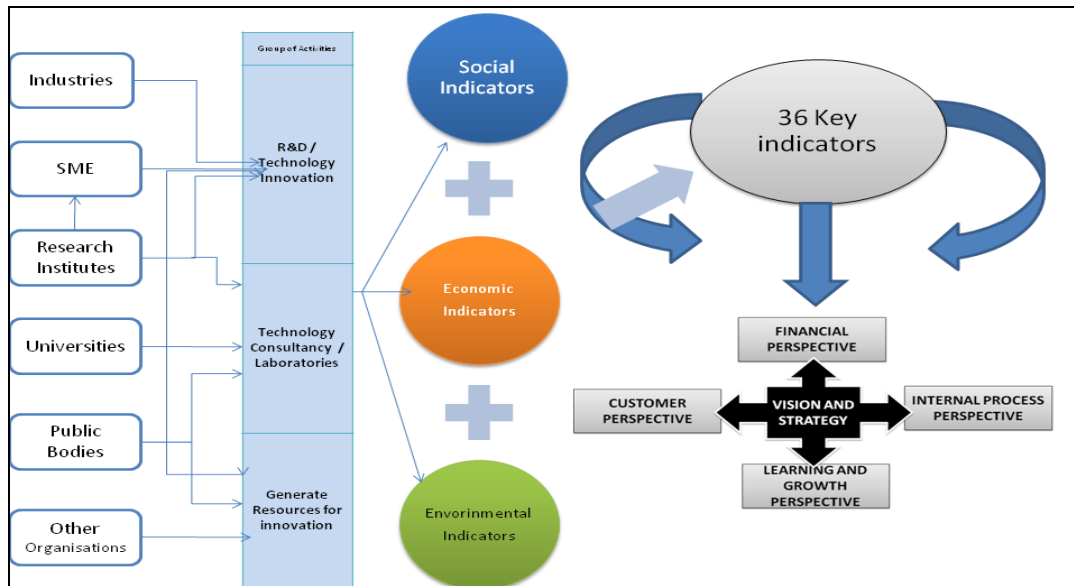 Industries
SME
Research
Institutes
Universities
Public
Bodies
Other
Organisations
Group of Activities
R&D /
Technology
Innovation
Technology
Consultancy /
Laboratories
Generate
Resources for
innovation
Social
Indicators
Economic
Indicators
Envorinmental
Indicators
36 Key
indicators
FINANCIAL
PERSPECTIVE
CUSTOMER
PERSPECTIVE
VISION AND
STRATEGY
INTERNAL PROCESS
PERSPECTIVE
LEARNING AND
GROWTH
PERSPECTIVE